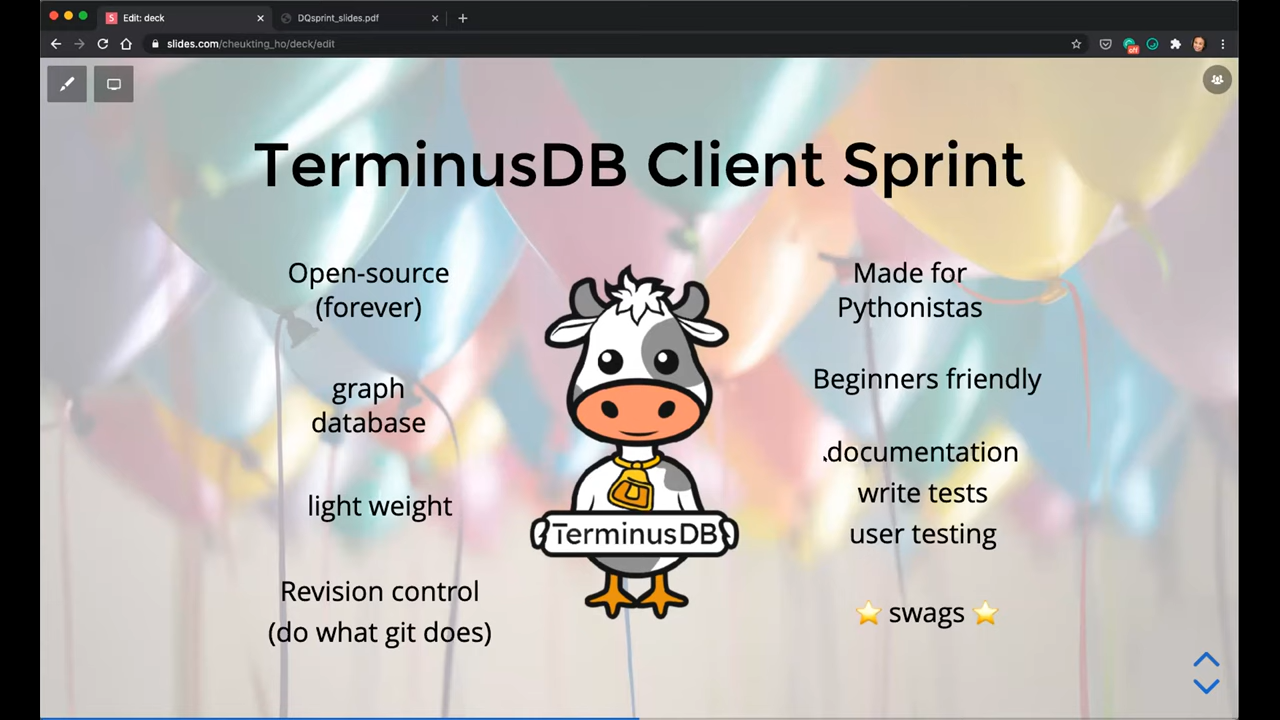 Edit: deck
DQsprint_slides.pdf
slides.com/cheukting_ho/deck/edit
off
TerminusDB Client Sprint
Open-source
(forever)
graph
database
light weight
Revision control
(do what git does)
TerminusDB
Made for
Pythonistas
Beginners friendly
documentation
write tests
user testing
⭐ swags ⭐